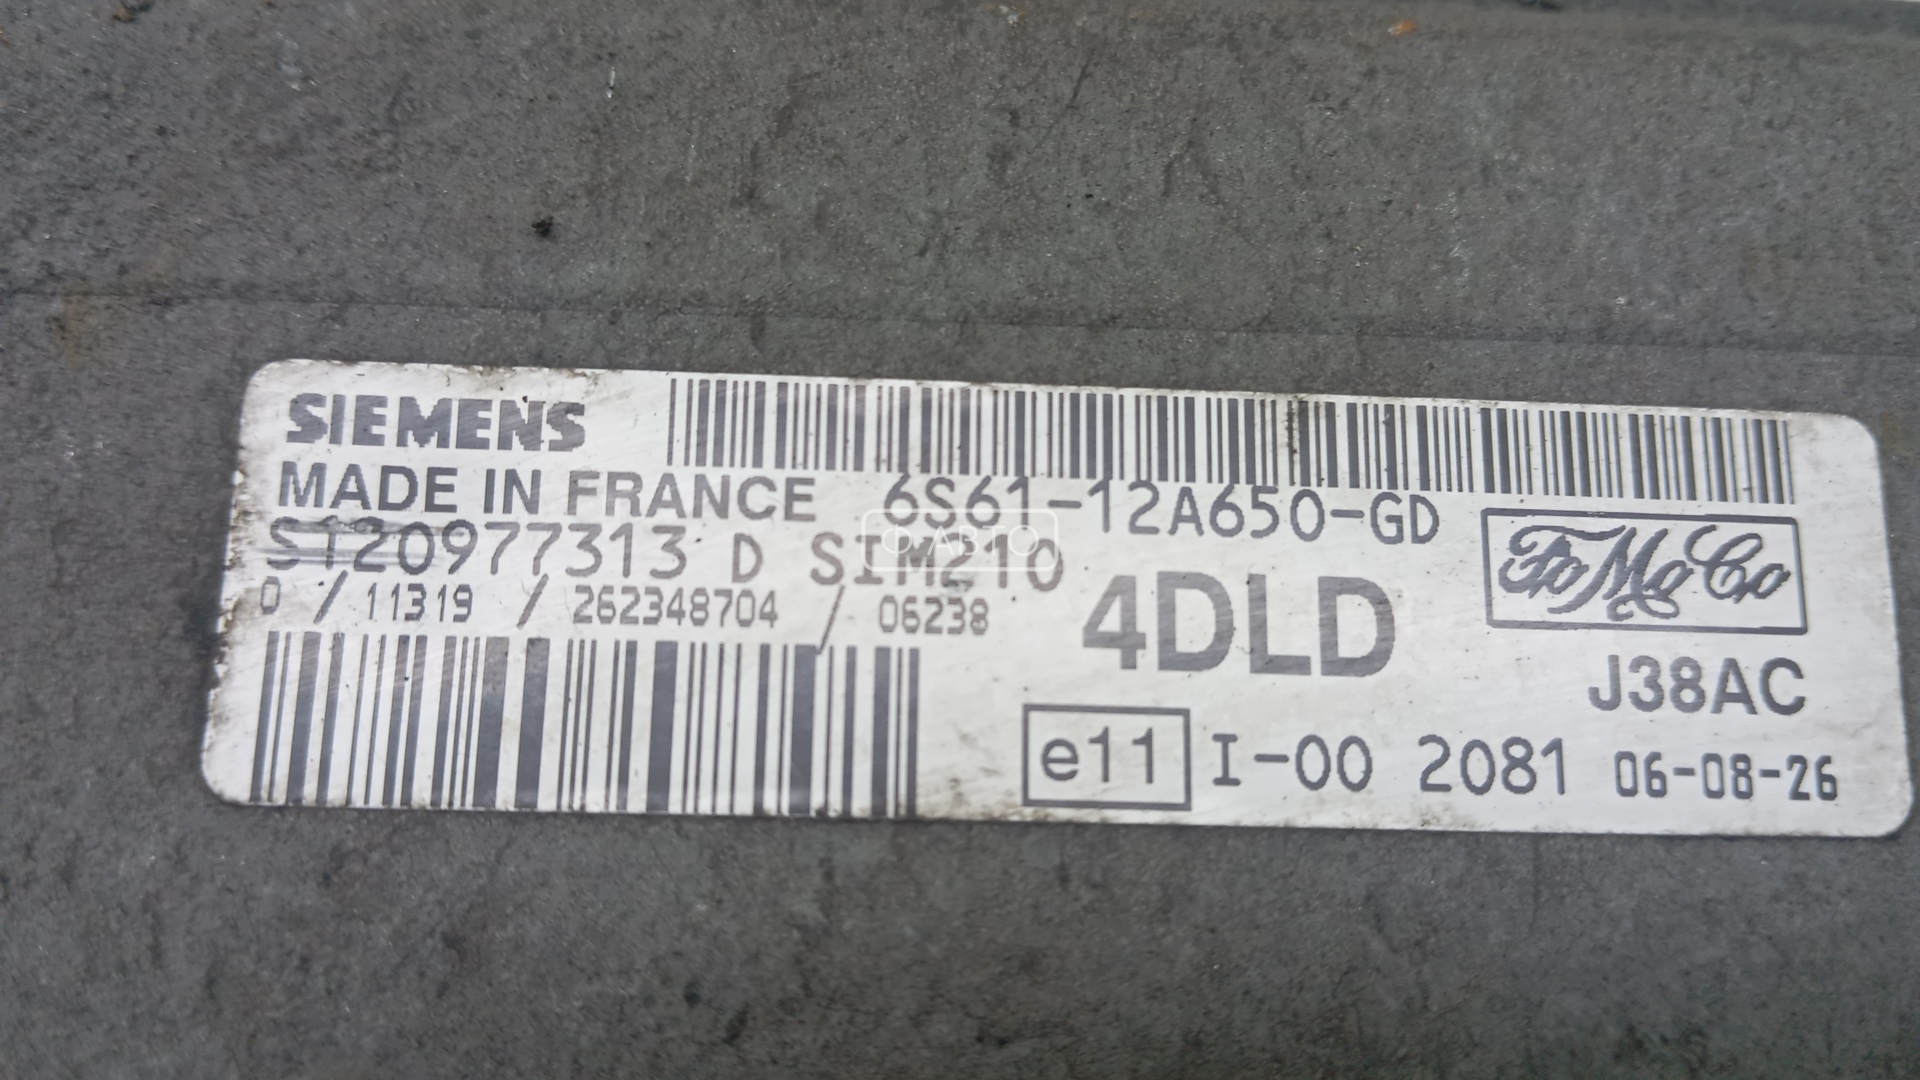 SIEMENS
MADE IN FRANCE 6S61-12A650-GD
S120977313 D SIM210
0 / 11319 / 262348704 / 06238
4DLD
FoMoCo
J38AC
e11 I-00 2081 06-08-26
Ф АВТО